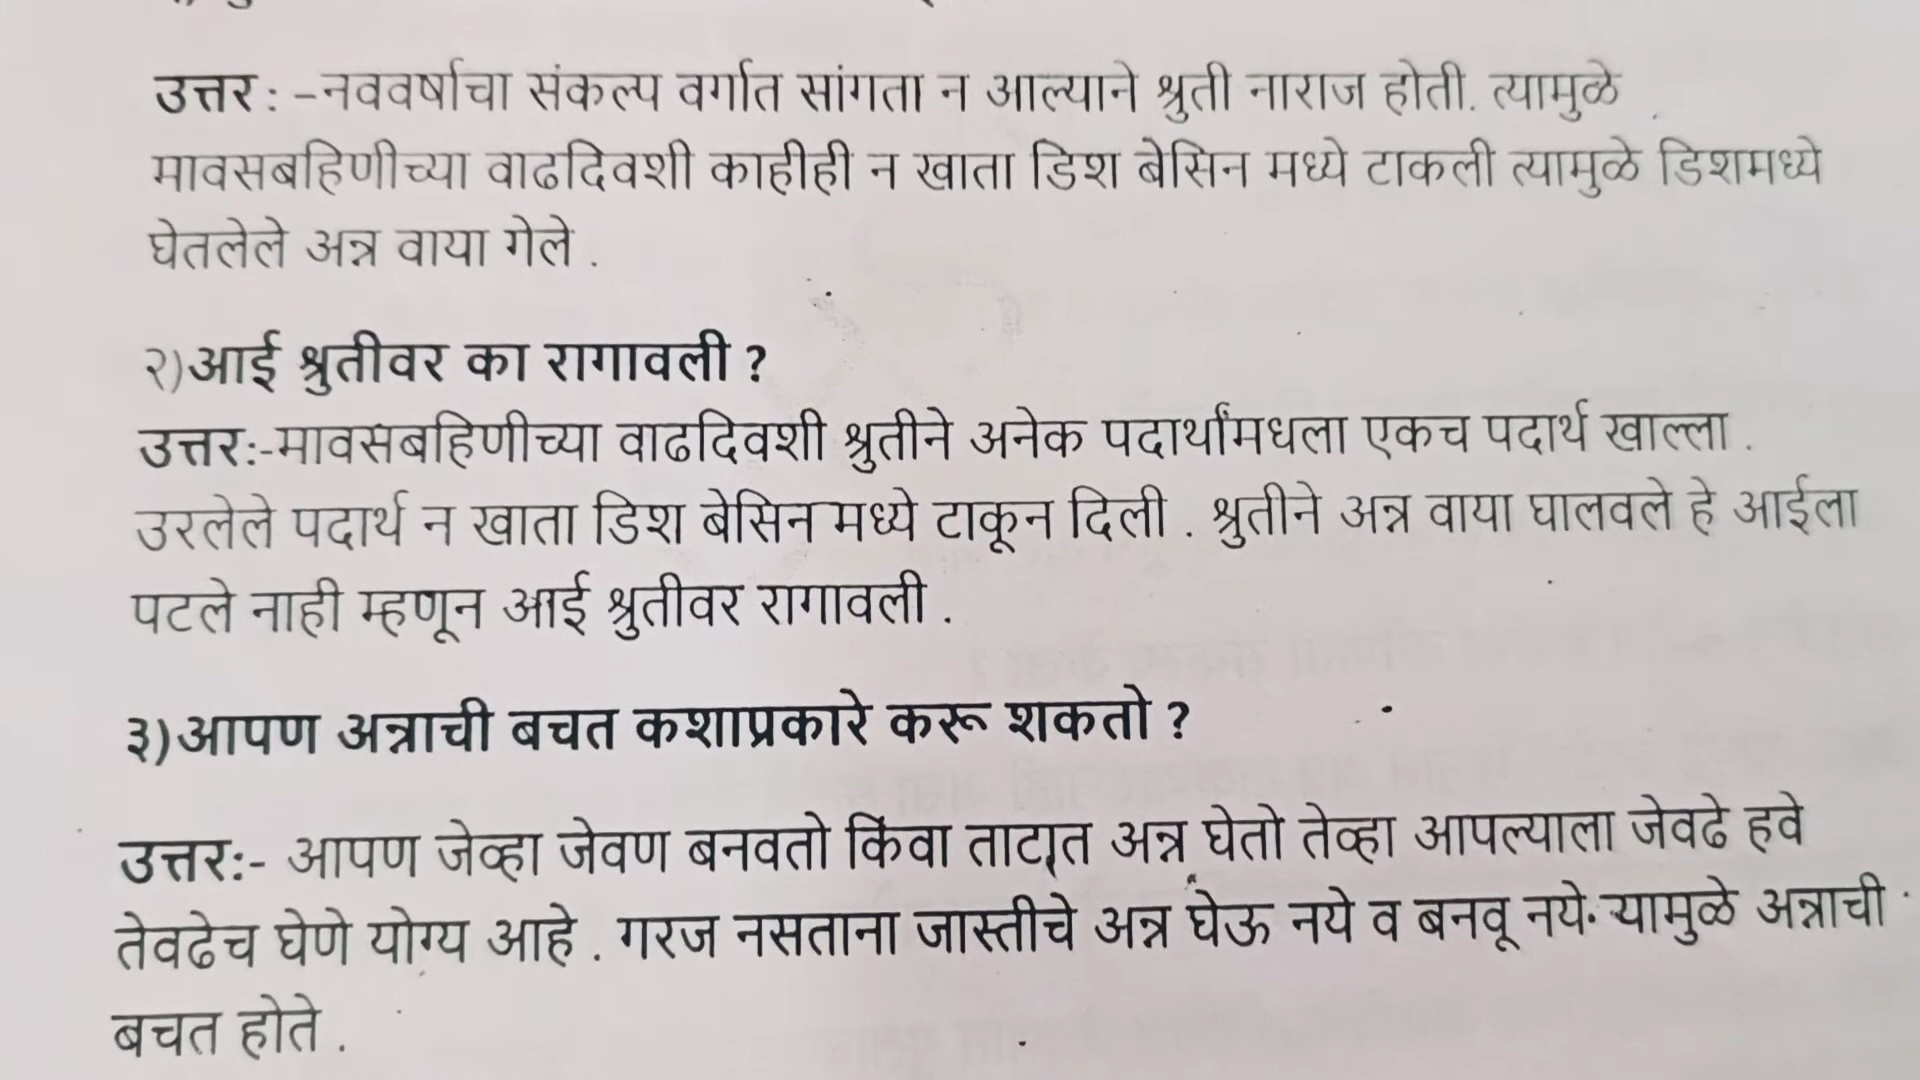 उत्तर: -नववर्षाचा संकल्प वर्गात सांगता न आल्याने श्रुती नाराज होती. त्यामुळे
मावसबहिणीच्या वाढदिवशी काहीही न खाता डिश बेसिन मध्ये टाकली त्यामुळे डिशमध्ये
घेतलेले अन्न वाया गेले .
२)आई श्रुतीवर का रागावली ?
उत्तर:-मावसबहिणीच्या वाढदिवशी श्रुतीने अनेक पदार्थांमधला एकच पदार्थ खाल्ला .
उरलेले पदार्थ न खाता डिश बेसिन मध्ये टाकून दिली . श्रुतीने अन्न वाया घालवले हे आईला
पटले नाही म्हणून आई श्रुतीवर रागावली .
३)आपण अन्नाची बचत कशाप्रकारे करू शकतो ?
उत्तर:- आपण जेव्हा जेवण बनवतो किंवा ताटात अन्न घेतो तेव्हा आपल्याला जेवढे हवे
तेवढेच घेणे योग्य आहे . गरज नसताना जास्तीचे अन्न घेऊ नये व बनवू नये. यामुळे अन्नाची
बचत होते .